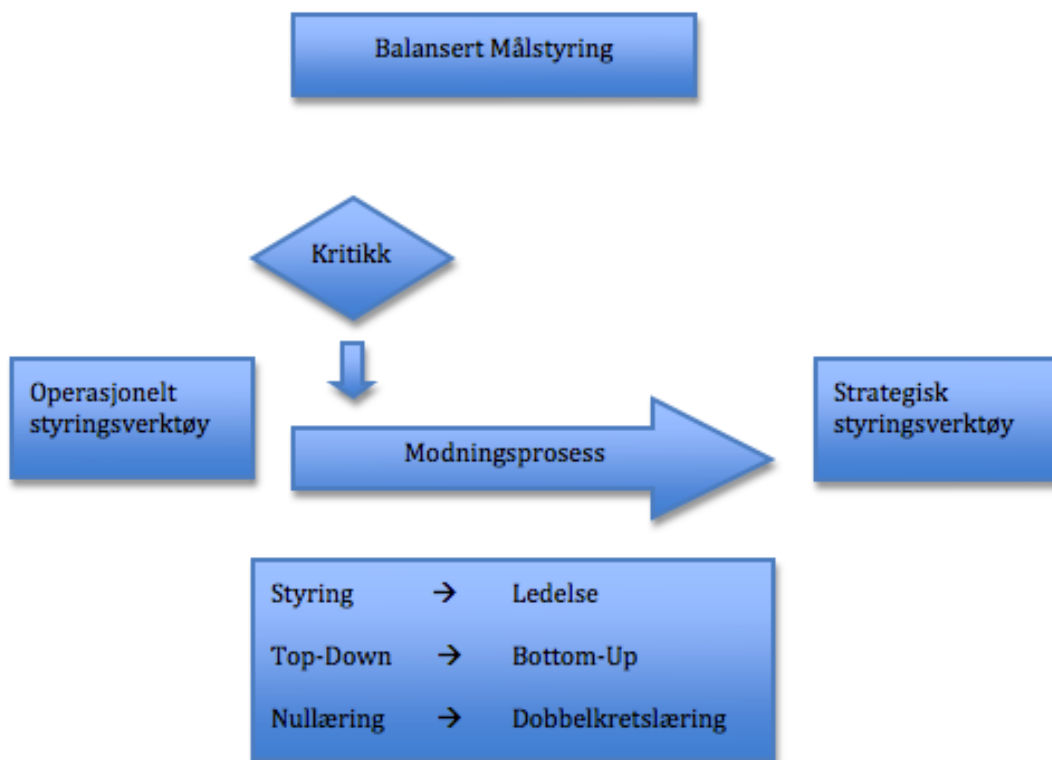 Balansert Målstyring
Kritikk
Operasjonelt
styringsverktøy
Modningsprosess
Strategisk
styringsverktøy
Styring → Ledelse
Top-Down → Bottom-Up
Nullæring → Dobbelkretslæring